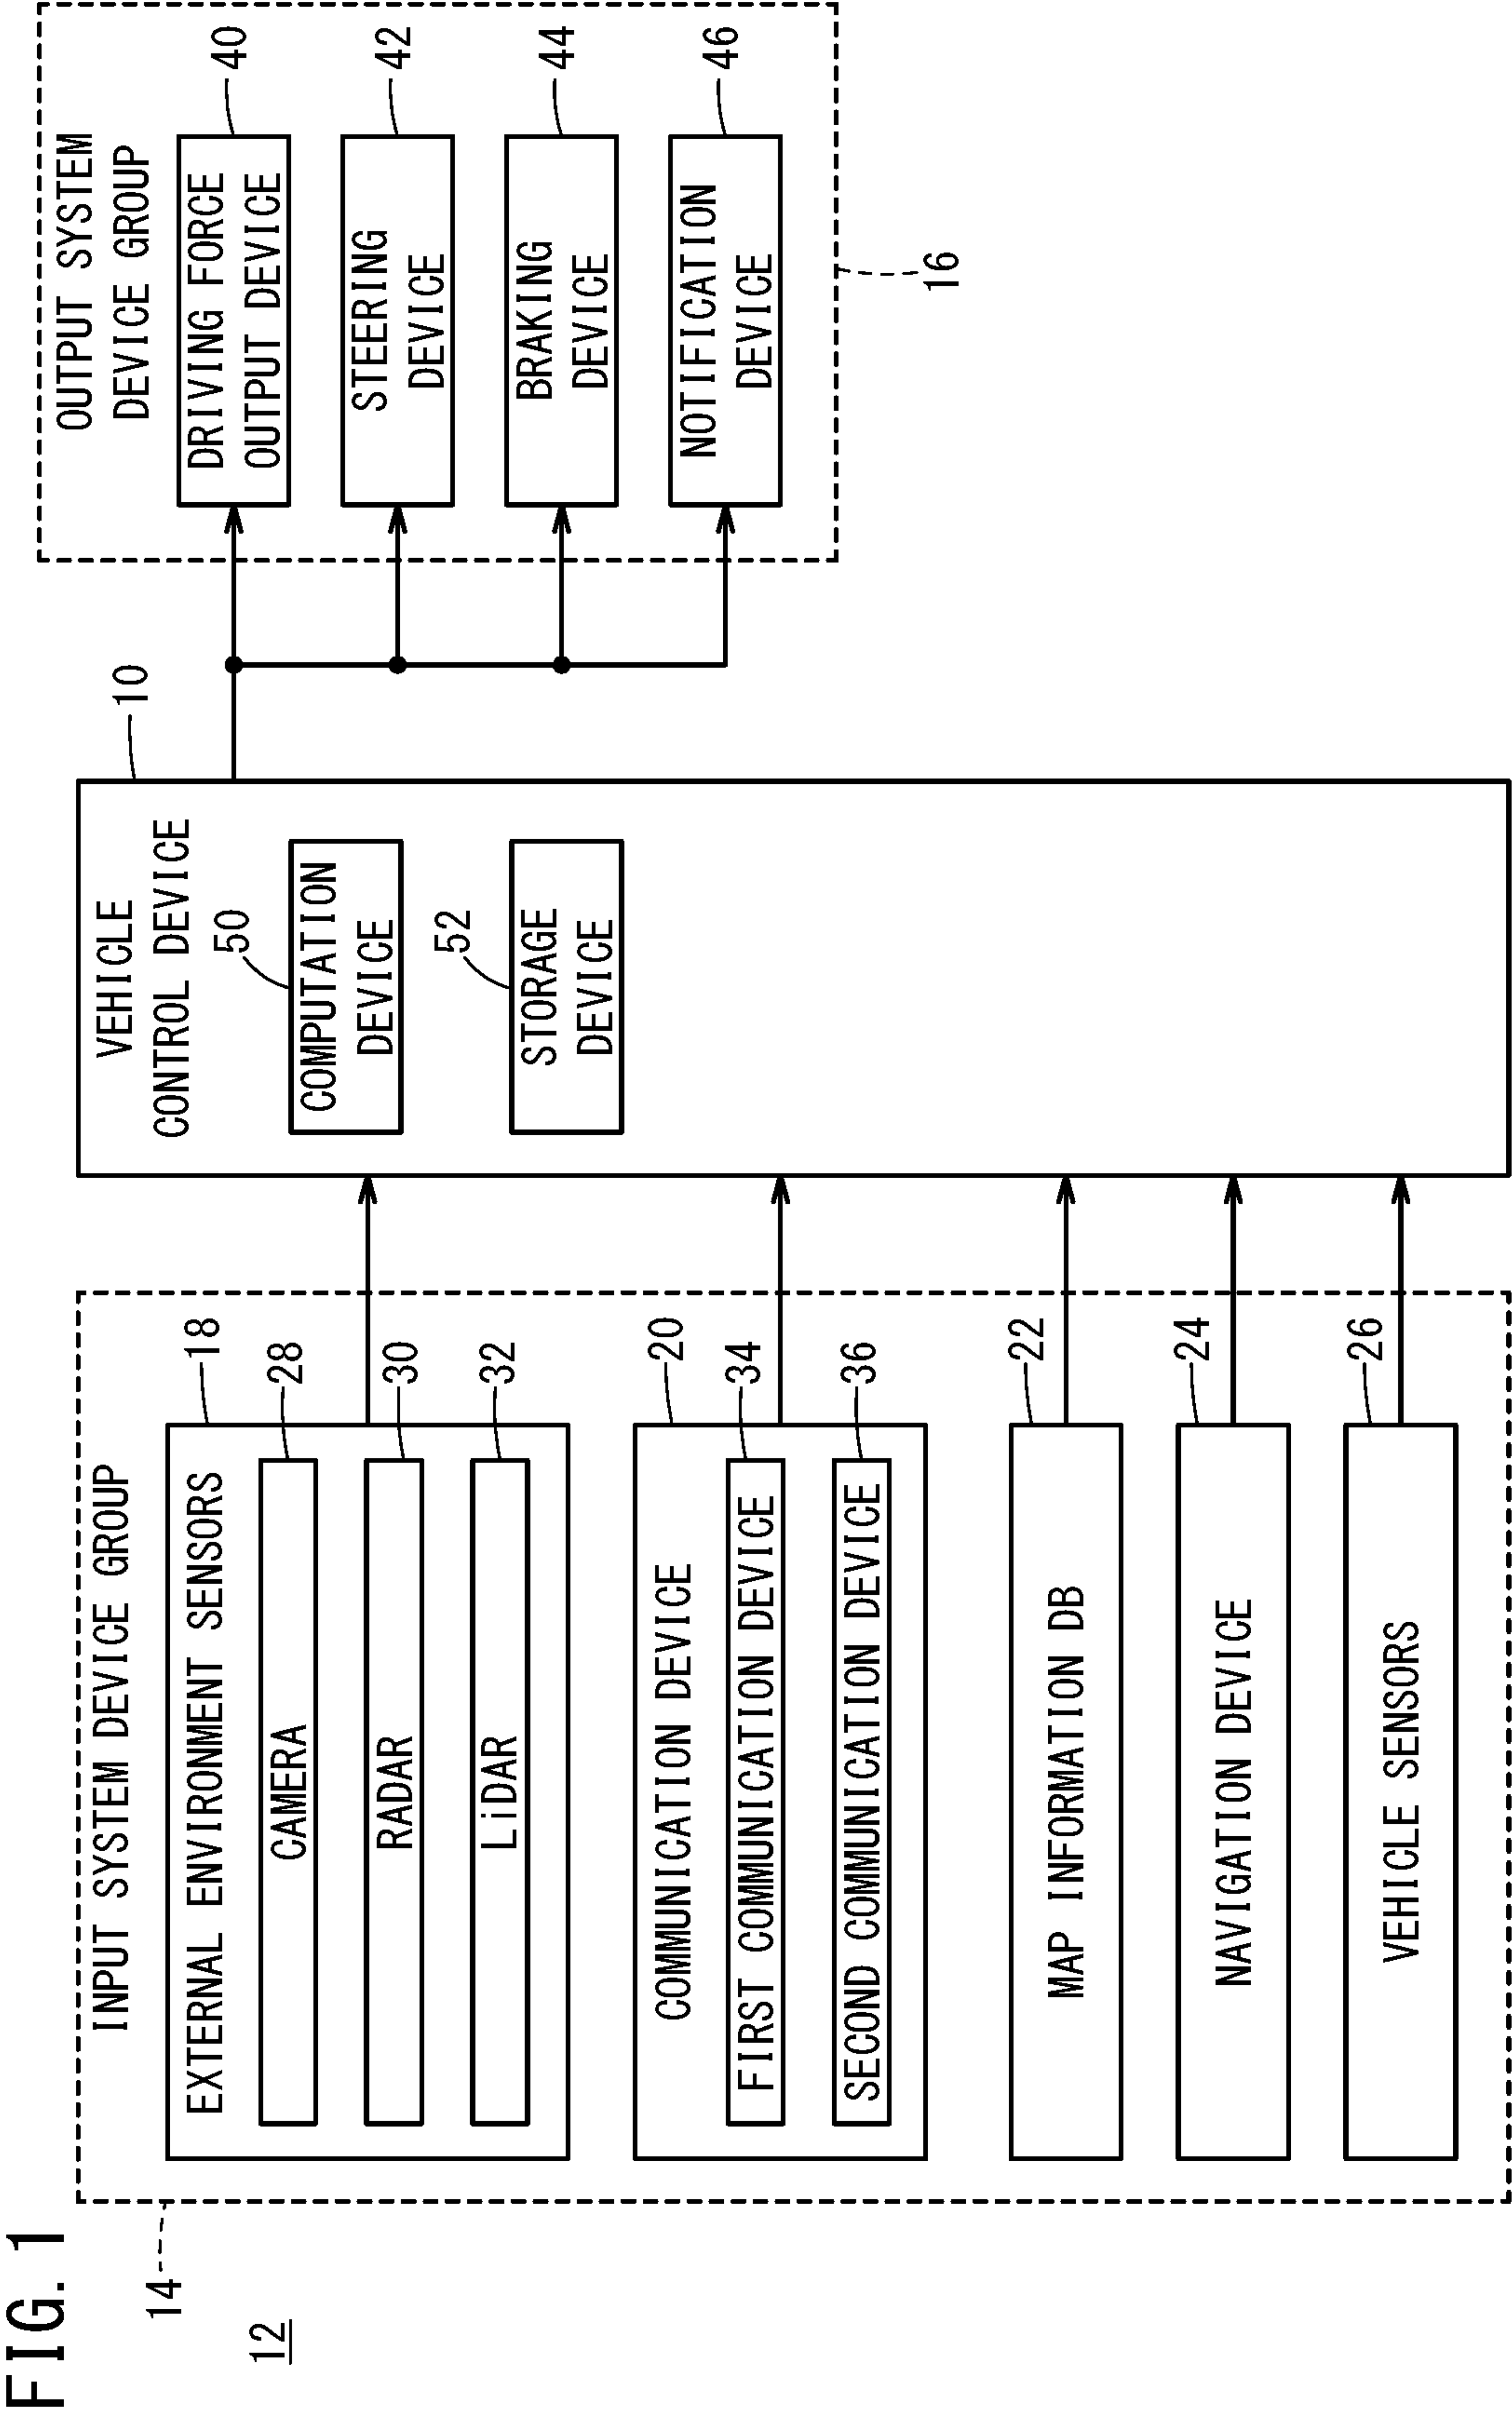 FIG. 1
12
14
INPUT SYSTEM DEVICE GROUP
18
EXTERNAL ENVIRONMENT SENSORS
28
CAMERA
30
RADAR
32
LiDAR
20
COMMUNICATION DEVICE
34
FIRST COMMUNICATION DEVICE
36
SECOND COMMUNICATION DEVICE
22
MAP INFORMATION DB
24
NAVIGATION DEVICE
26
VEHICLE SENSORS
10
VEHICLE
CONTROL DEVICE
50
COMPUTATION
DEVICE
52
STORAGE
DEVICE
OUTPUT SYSTEM
DEVICE GROUP
40
DRIVING FORCE
OUTPUT DEVICE
42
STEERING
DEVICE
44
BRAKING
DEVICE
46
NOTIFICATION
DEVICE
16